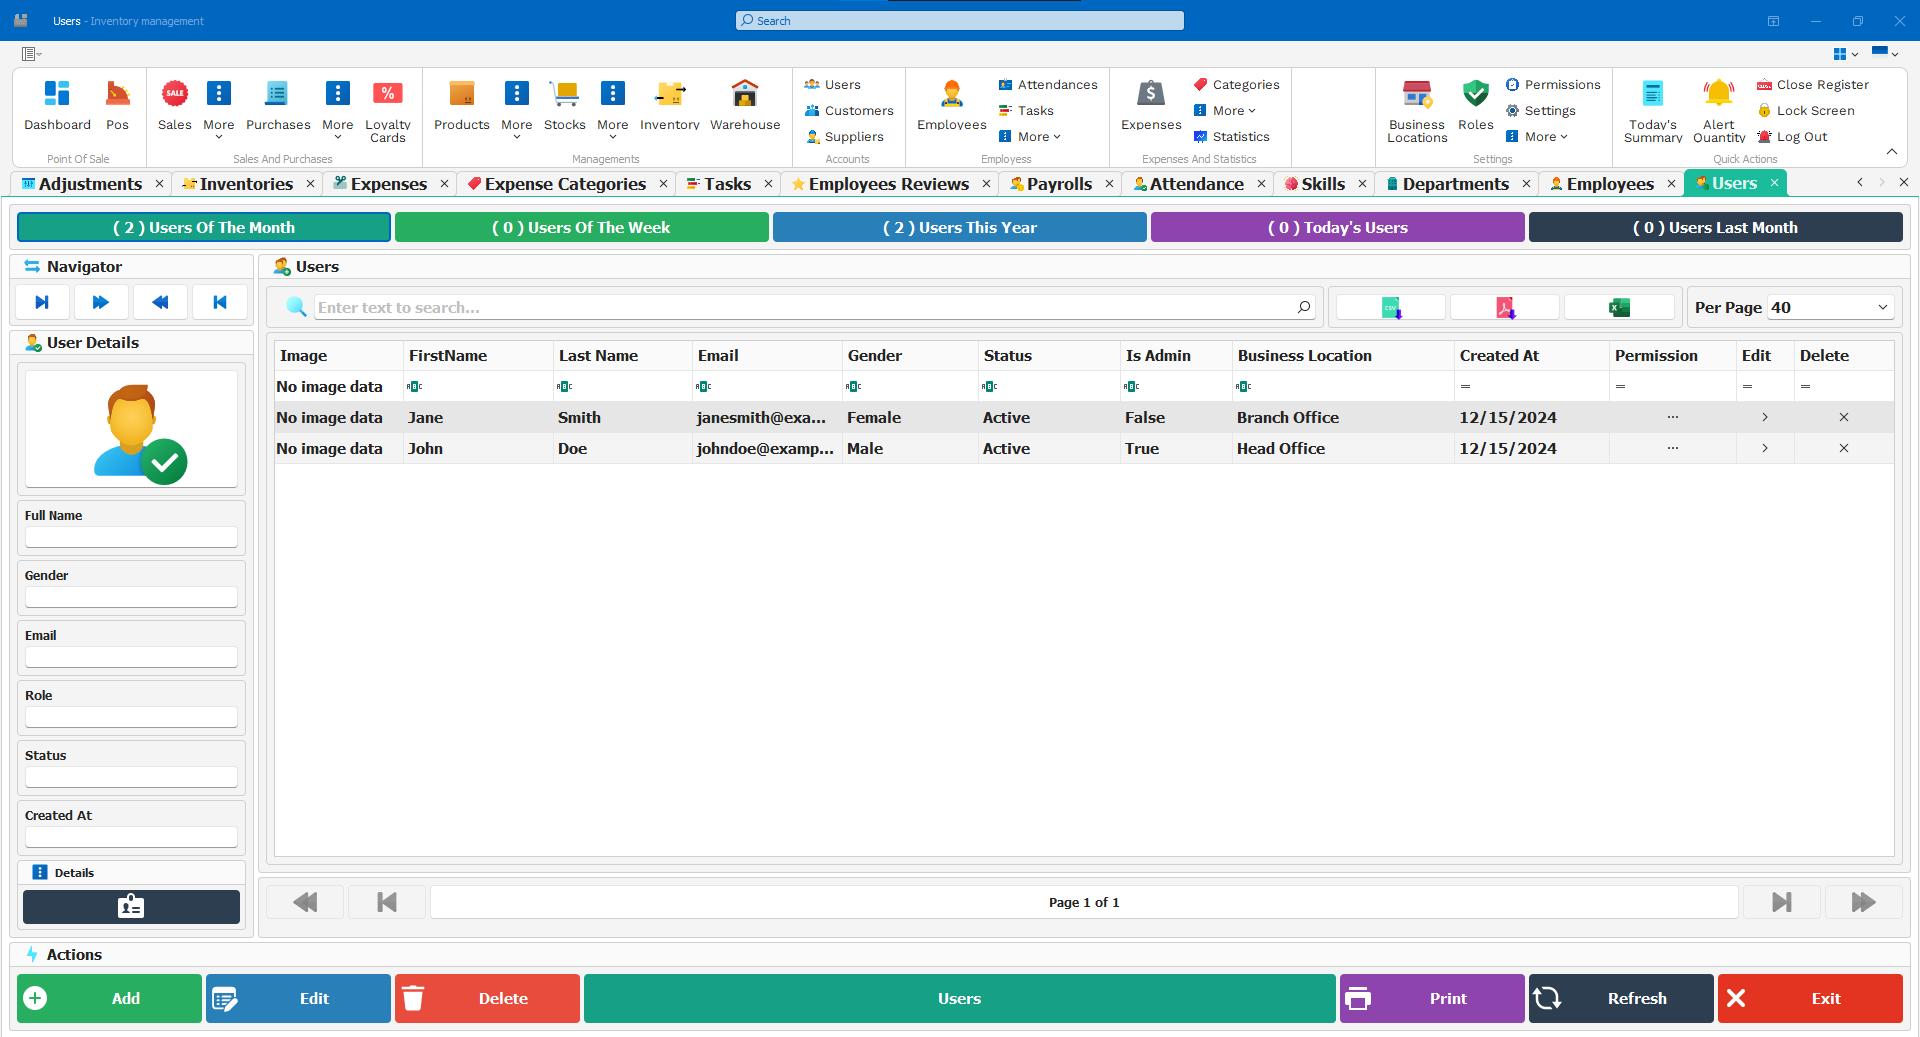 Users - Inventory management
Search
Dashboard
Pos
Point Of Sale
Sales
More
Purchases
More
Loyalty
Cards
Sales And Purchases
Products
More
Stocks
More
Inventory
Warehouse
Managements
Users
Customers
Suppliers
Accounts
Employees
Attendances
Tasks
More
Employess
Expenses
Categories
More
Statistics
Expenses And Statistics
Business
Locations
Roles
Permissions
Settings
More
Settings
Today's
Summary
Alert
Quantity
Close Register
Lock Screen
Log Out
Quick Actions
Adjustments
Inventories
Expenses
Expense Categories
Tasks
Employees Reviews
Payrolls
Attendance
Skills
Departments
Employees
Users
( 2 ) Users Of The Month
( 0 ) Users Of The Week
( 2 ) Users This Year
( 0 ) Today's Users
( 0 ) Users Last Month
Navigator
User Details
Full Name
Gender
Email
Role
Status
Created At
Details
Users
Enter text to search...
CSV
Per Page 40
Image FirstName Last Name Email Gender Status Is Admin Business Location Created At Permission Edit Delete
No image data ABC ABC ABC ABC ABC ABC ABC = = = =
No image data Jane Smith janesmith@exa... Female Active False Branch Office 12/15/2024 ...
No image data John Doe johndoe@examp... Male Active True Head Office 12/15/2024 ...
Page 1 of 1
Actions
Add
Edit
Delete
Users
Print
Refresh
Exit